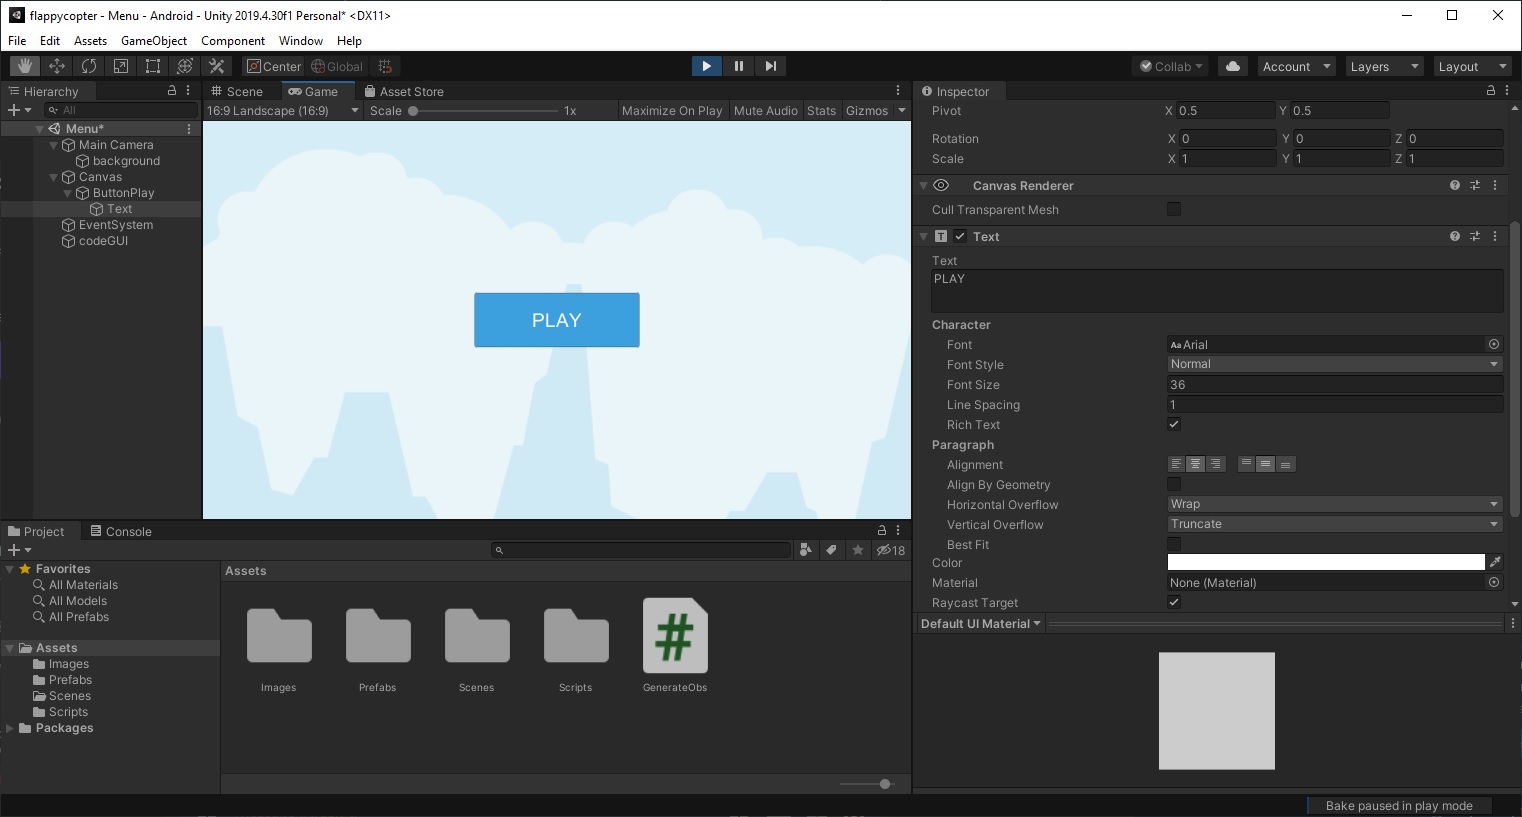 flappycopter - Menu - Android - Unity 2019.4.30f1 Personal* <DX11>
File Edit Assets GameObject Component Window Help
Center Global Collab Account Layers Layout
Hierarchy
All
Menu*
Main Camera
background
Canvas
ButtonPlay
Text
EventSystem
codeGUI
Scene Game Asset Store
16:9 Landscape (16:9) Scale 1x Maximize On Play Mute Audio Stats Gizmos
PLAY
Inspector
Pivot X 0.5 Y 0.5
Rotation X 0 Y 0 Z 0
Scale X 1 Y 1 Z 1
Canvas Renderer
Cull Transparent Mesh
Text
Text
PLAY
Character
Font Aa Arial
Font Style Normal
Font Size 36
Line Spacing 1
Rich Text
Paragraph
Alignment
Align By Geometry
Horizontal Overflow Wrap
Vertical Overflow Truncate
Best Fit
Color
Material None (Material)
Raycast Target
Default UI Material
Project Console
18
Favorites
All Materials
All Models
All Prefabs
Assets
Images
Prefabs
Scenes
Scripts
Packages
Assets
Images Prefabs Scenes Scripts GenerateObs
Bake paused in play mode